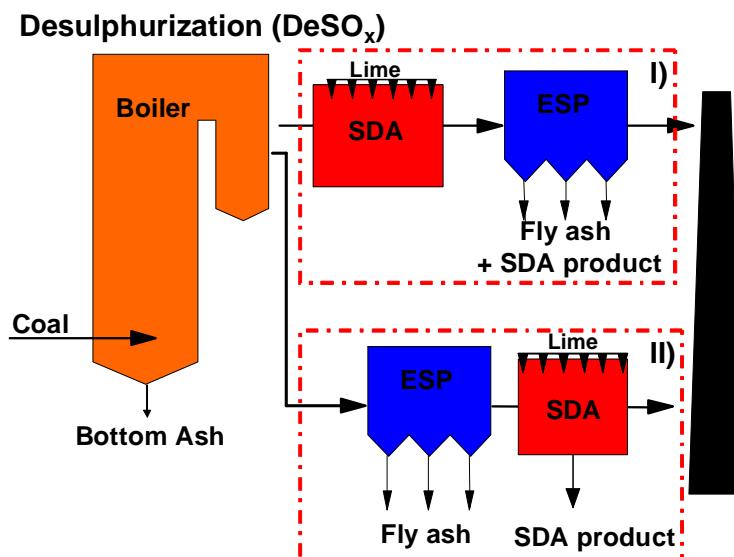 Desulphurization (DeSOₓ)
Boiler
Lime
SDA
ESP
I)
Fly ash
+ SDA product
Coal
Bottom Ash
ESP
Lime
SDA
II)
Fly ash
SDA product